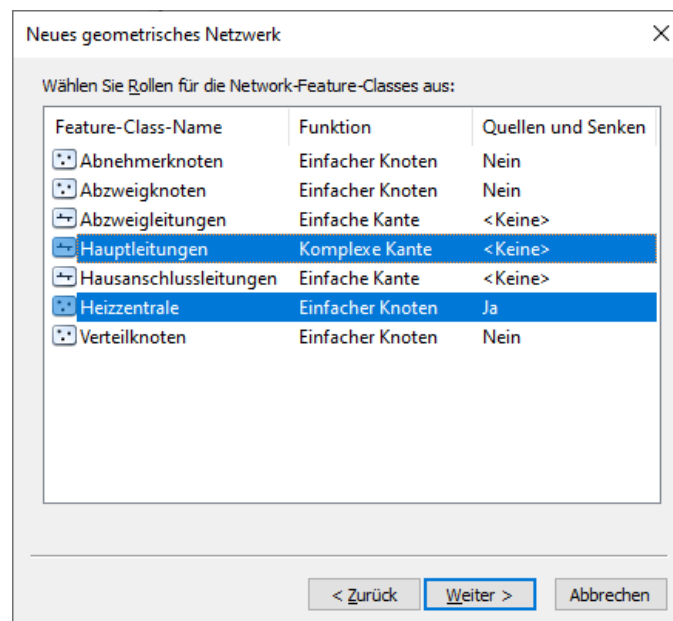 Neues geometrisches Netzwerk
Wählen Sie Rollen für die Network-Feature-Classes aus:
Feature-Class-Name Funktion Quellen und Senken
Abnehmerknoten Einfacher Knoten Nein
Abzweigknoten Einfacher Knoten Nein
Abzweigleitungen Einfache Kante <Keine>
Hauptleitungen Komplexe Kante <Keine>
Hausanschlussleitungen Einfache Kante <Keine>
Heizzentrale Einfacher Knoten Ja
Verteilknoten Einfacher Knoten Nein
< Zurück Weiter > Abbrechen